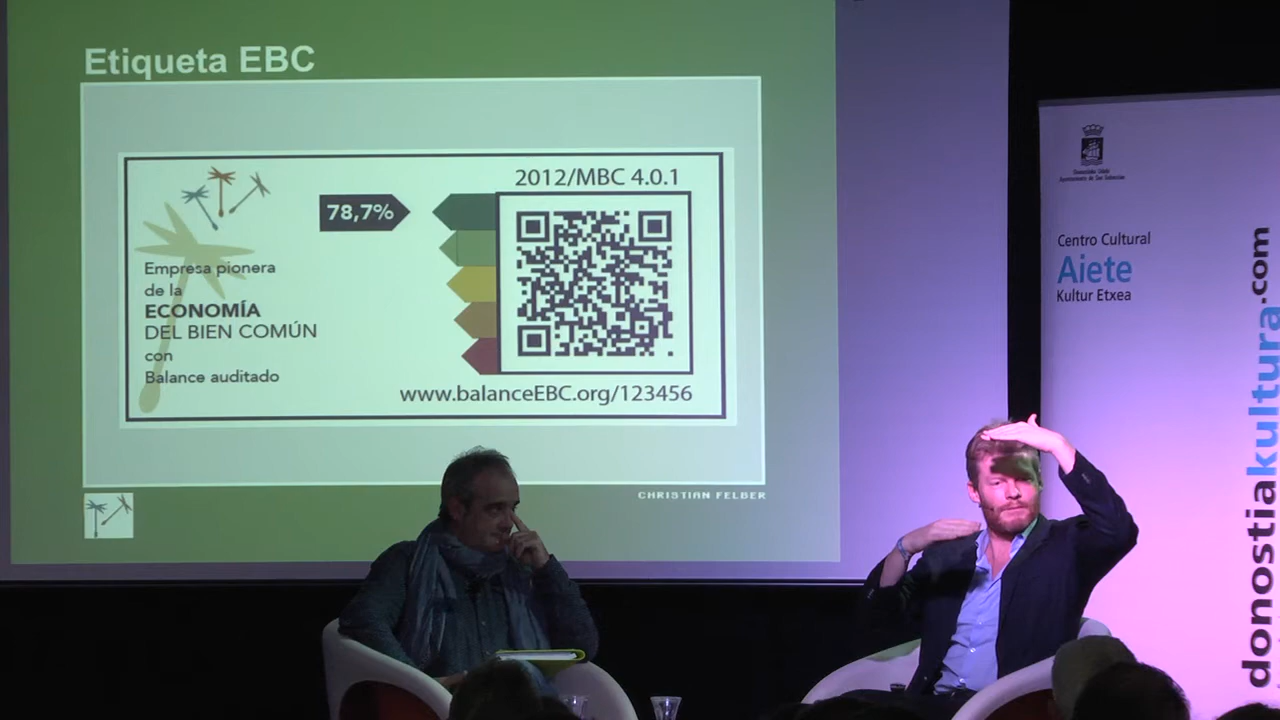 Etiqueta EBC
2012/MBC 4.0.1
78,7%
Empresa pionera
de la
ECONOMÍA
DEL BIEN COMÚN
con
Balance auditado
www.balanceEBC.org/123456
CHRISTIAN FELBER
Centro Cultural
Aiete
Kultur Etxea
donostiakultura.com